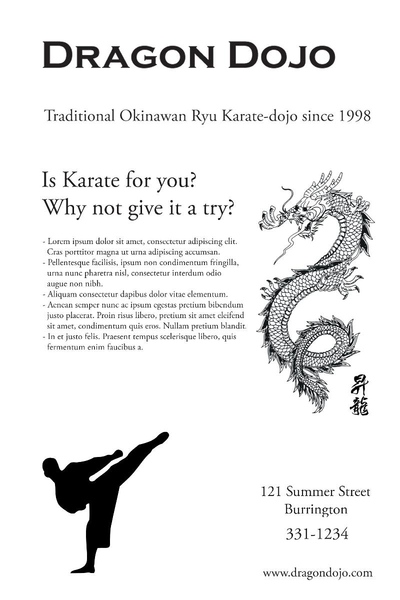 Dragon Dojo
Traditional Okinawan Ryu Karate-dojo since 1998
Is Karate for you?
Why not give it a try?
- Lorem ipsum dolor sit amet, consectetur adipiscing elit.
Cras porttitor magna ut urna adipiscing accumsan.
- Pellentesque facilisis, ipsum non condimentum fringilla,
urna nunc pharetra nisl, consectetur interdum odio
augue non nibh.
- Aliquam consectetur dapibus dolor vitae elementum.
- Aenean semper nunc ac ipsum egestas pretium bibendum
justo placerat. Proin risus libero, pretium sit amet eleifend
sit amet, condimentum quis eros. Nullam pretium blandit
- In et justo felis. Praesent tempus scelerisque libero, quis
fermentum enim faucibus a.
昇
龍
121 Summer Street
Burrington
331-1234
www.dragondojo.com